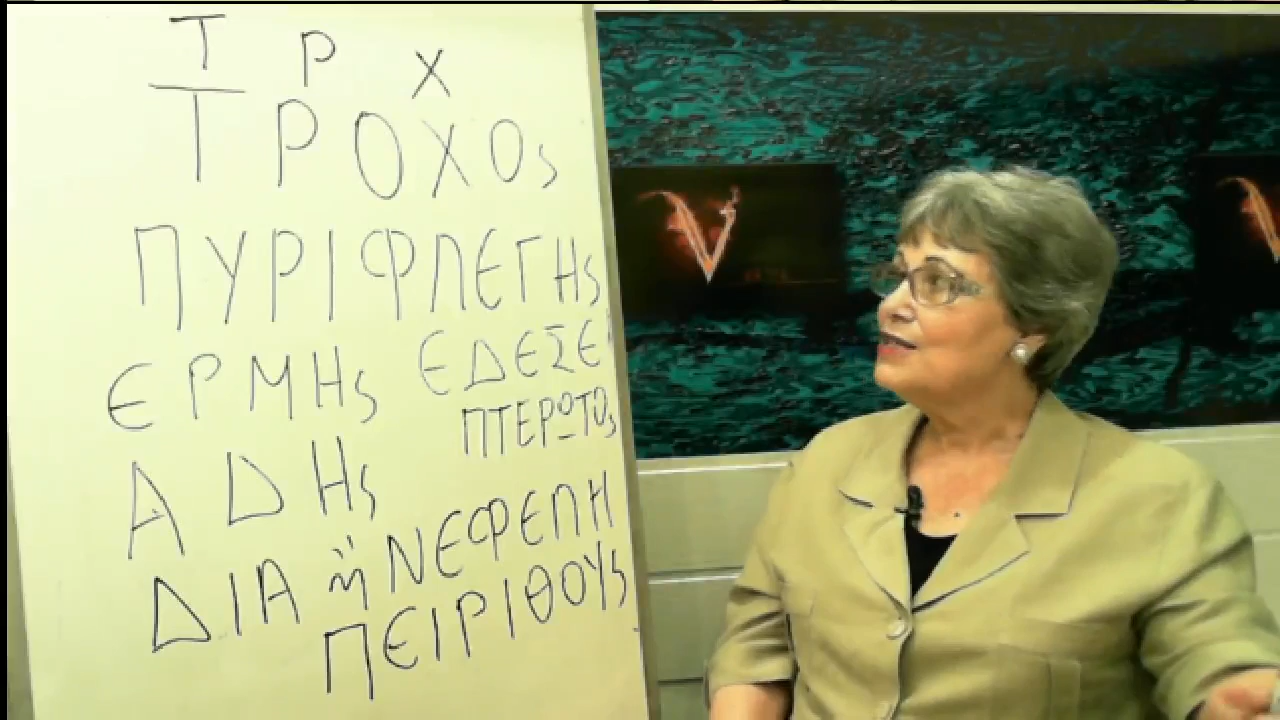 Τ Ρ Χ
ΤΡΟΧΟς
ΠΥΡΙΦΛΕΓΗς
ΕΡΜΗς ΕΔΕΣΕ
ΠΤΕΡΩΤΟς
ΑΔΗς
ΔΙΑ ή ΝΕΦΕΛΗ
ΠΕΙΡΙΘΟΥς
V